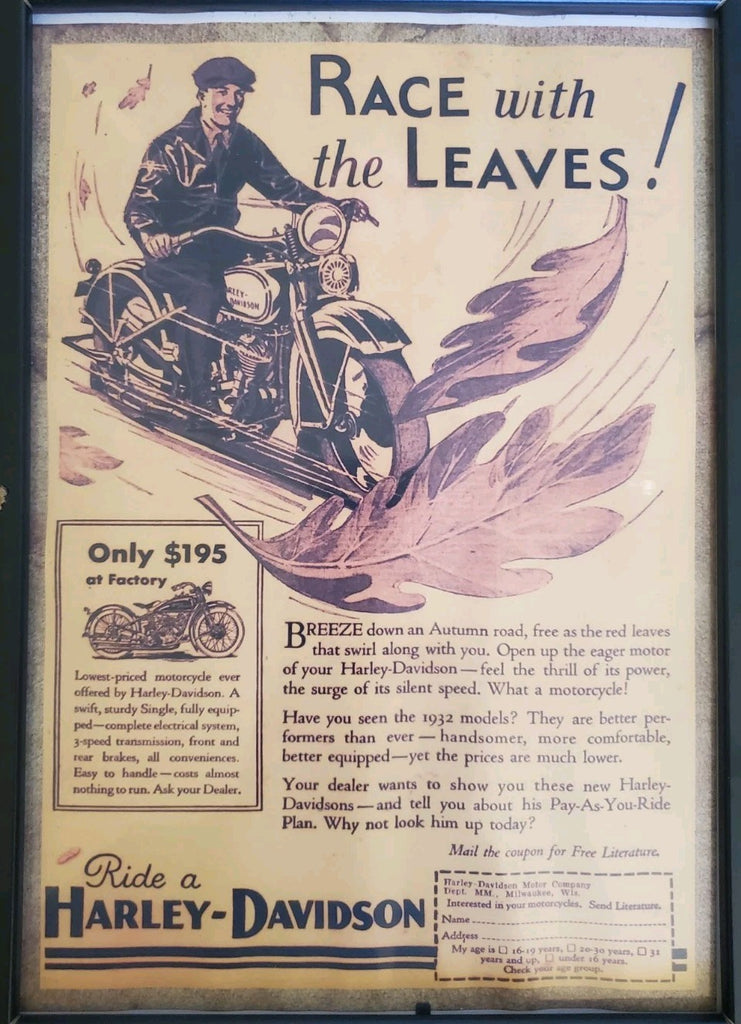 RACE with
the LEAVES!
HARLEY-
DAVIDSON
Only $195
at Factory
Lowest-priced motorcycle ever
offered by Harley-Davidson. A
swift, sturdy Single, fully equip-
ped—complete electrical system,
3-speed transmission, front and
rear brakes, all conveniences.
Easy to handle—costs almost
nothing to run. Ask your Dealer.
BREEZE down an Autumn road, free as the red leaves
that swirl along with you. Open up the eager motor
of your Harley-Davidson—feel the thrill of its power,
the surge of its silent speed. What a motorcycle!
Have you seen the 1932 models? They are better per-
formers than ever—handsomer, more comfortable,
better equipped—yet the prices are much lower.
Your dealer wants to show you these new Harley-
Davidsons—and tell you about his Pay-As-You-Ride
Plan. Why not look him up today?
Mail the coupon for Free Literature.
Ride a
HARLEY-DAVIDSON
Harley-Davidson Motor Company
Dept. MM., Milwaukee, Wis.
Interested in your motorcycles. Send Literature.
Name
Address
My age is ☐ 16-19 years, ☐ 20-30 years, ☐ 31
years and up, ☐ under 16 years.
Check your age group.